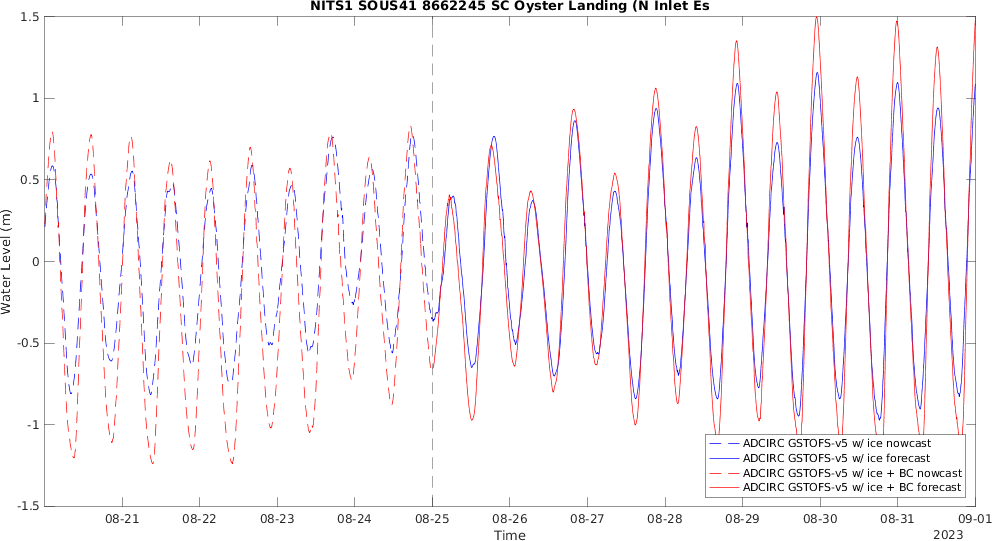 NITS1 SOUS41 8662245 SC Oyster Landing (N Inlet Es
1.5
1
0.5
0
-0.5
-1
-1.5
Water Level (m)
ADCIRC GSTOFS-v5 w/ ice nowcast
ADCIRC GSTOFS-v5 w/ ice forecast
ADCIRC GSTOFS-v5 w/ ice + BC nowcast
ADCIRC GSTOFS-v5 w/ ice + BC forecast
08-21 08-22 08-23 08-24 08-25 08-26 08-27 08-28 08-29 08-30 08-31 09-01
Time
2023